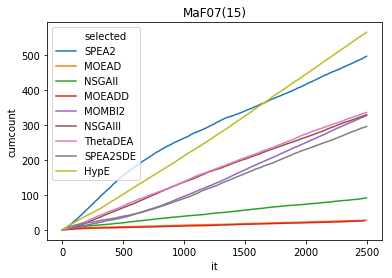 MaF07(15)
selected
SPEA2
MOEAD
NSGAII
MOEADD
MOMBI2
NSGAIII
ThetaDEA
SPEA2SDE
HypE
cumcount
500
400
300
200
100
0
0 500 1000 1500 2000 2500
it